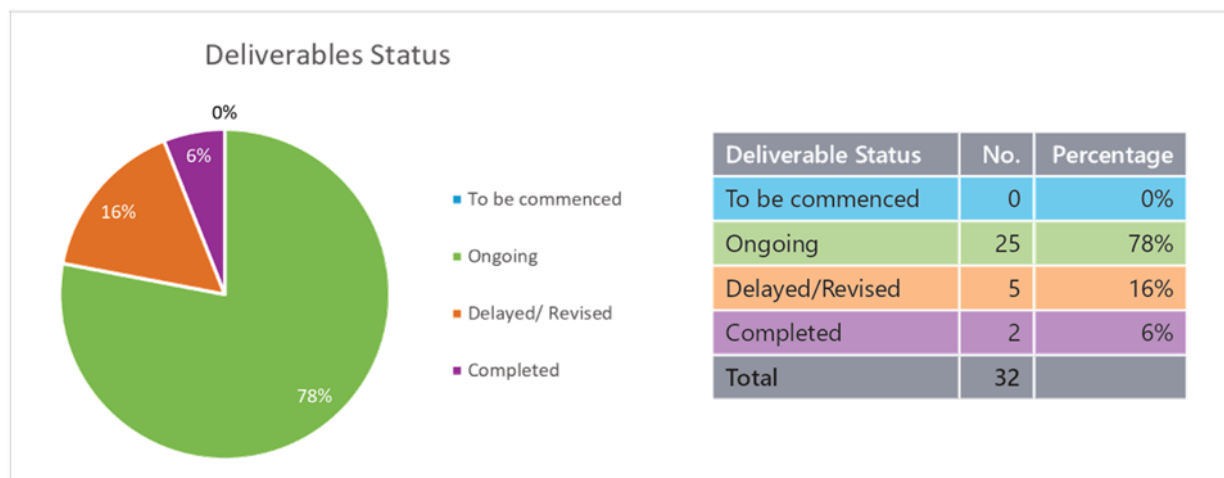 Deliverables Status
0%
6%
16%
78%
To be commenced
Ongoing
Delayed/ Revised
Completed
Deliverable Status No. Percentage
To be commenced 0 0%
Ongoing 25 78%
Delayed/Revised 5 16%
Completed 2 6%
Total 32